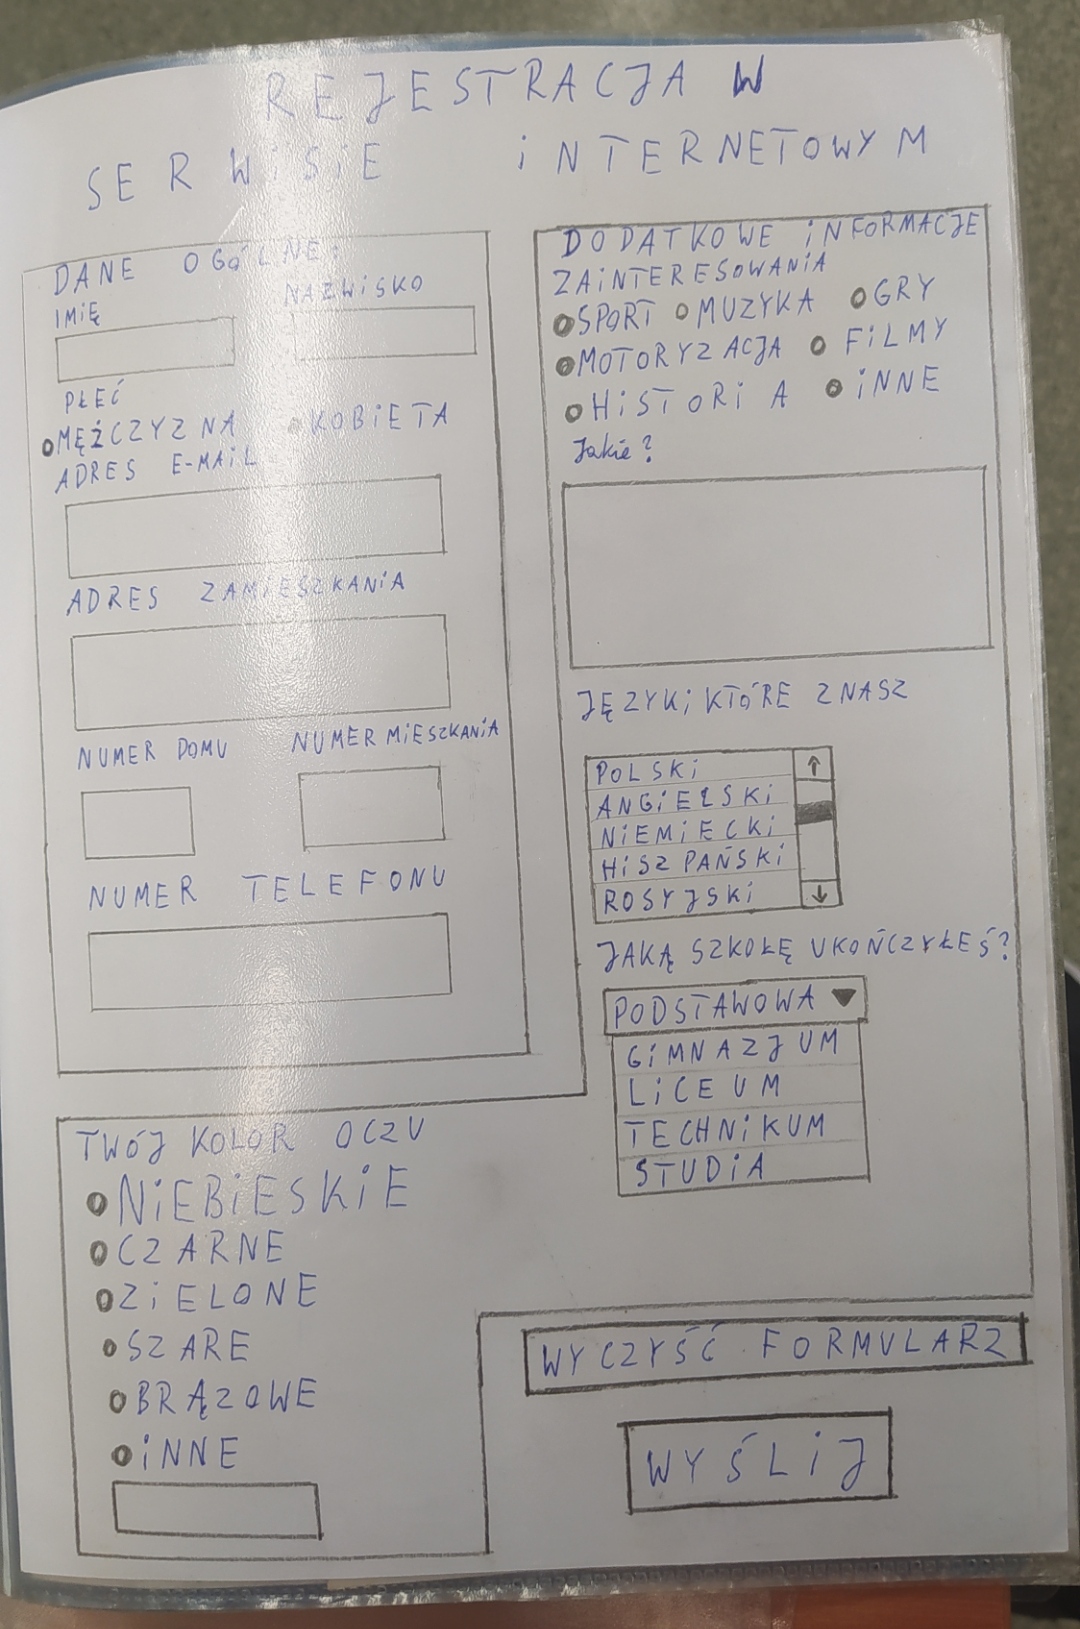 REJESTRACJA W
SERWiSiE iNTERNETOWYM
DANE OGÓLNE:
iMiĘ NAZWiSKO
PŁEĆ
MĘŻCZYZNA KOBiETA
ADRES E-MAiL
ADRES ZAMiESZKANiA
NUMER DOMU NUMER MiESZKANiA
NUMER TELEFONU
DODATKOWE iNFORMACJE
ZAiNTERESOWANiA
SPORT MUZYKA GRY
MOTORYZACJA FiLMY
HiSTORiA iNNE
Jakie?
JĘZYKi KTÓRE ZNASZ
POLSKi
ANGiELSKi
NiEMiECKi
HiSZPAŃSKi
ROSYJSKi
JAKĄ SZKOŁĘ UKOŃCZYŁEŚ?
PODSTAWOWA
GiMNAZJUM
LiCEUM
TECHNiKUM
STUDiA
TWÓJ KOLOR OCZU
NiEBiESKiE
CZARNE
ZiELONE
SZARE
BRĄZOWE
iNNE
WYCZYŚĆ FORMULARZ
WYŚLiJ